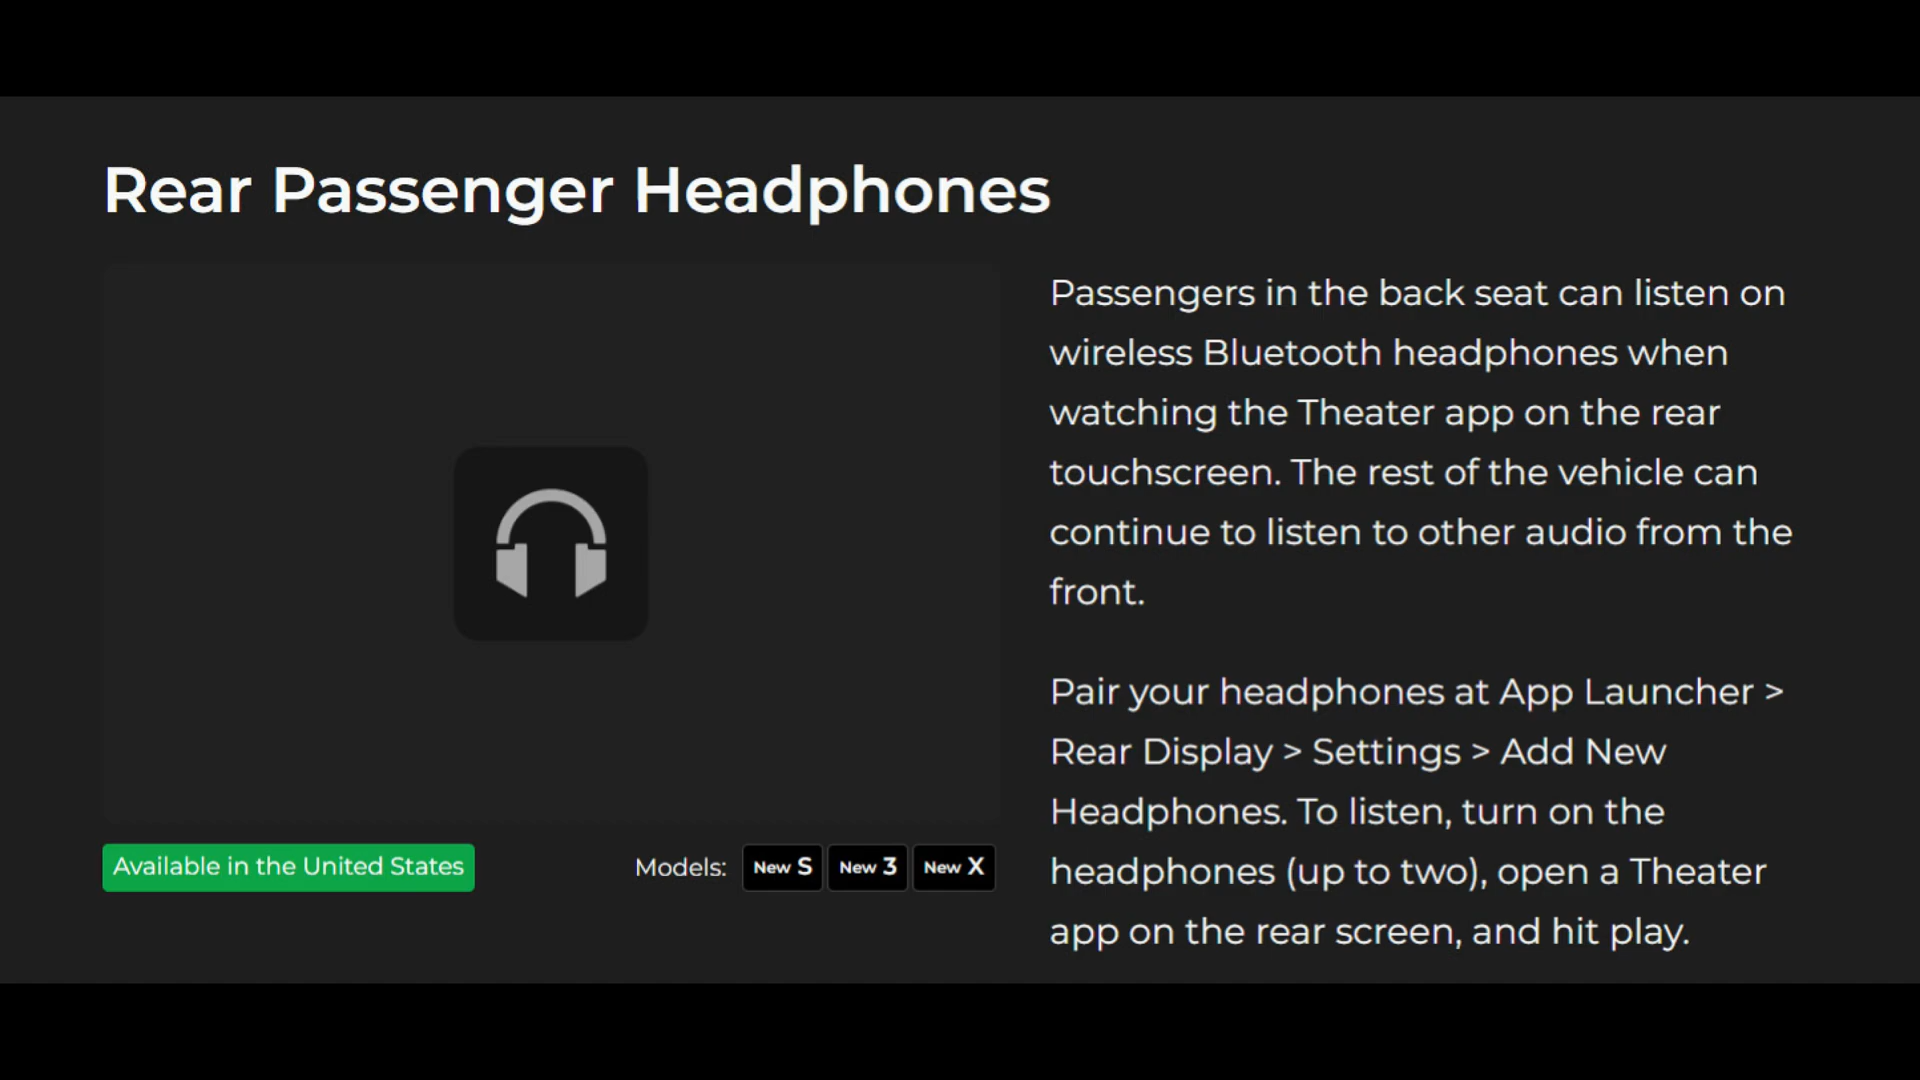 Rear Passenger Headphones
Passengers in the back seat can listen on
wireless Bluetooth headphones when
watching the Theater app on the rear
touchscreen. The rest of the vehicle can
continue to listen to other audio from the
front.
Pair your headphones at App Launcher >
Rear Display > Settings > Add New
Headphones. To listen, turn on the
headphones (up to two), open a Theater
app on the rear screen, and hit play.
Available in the United States
Models: New S New 3 New X